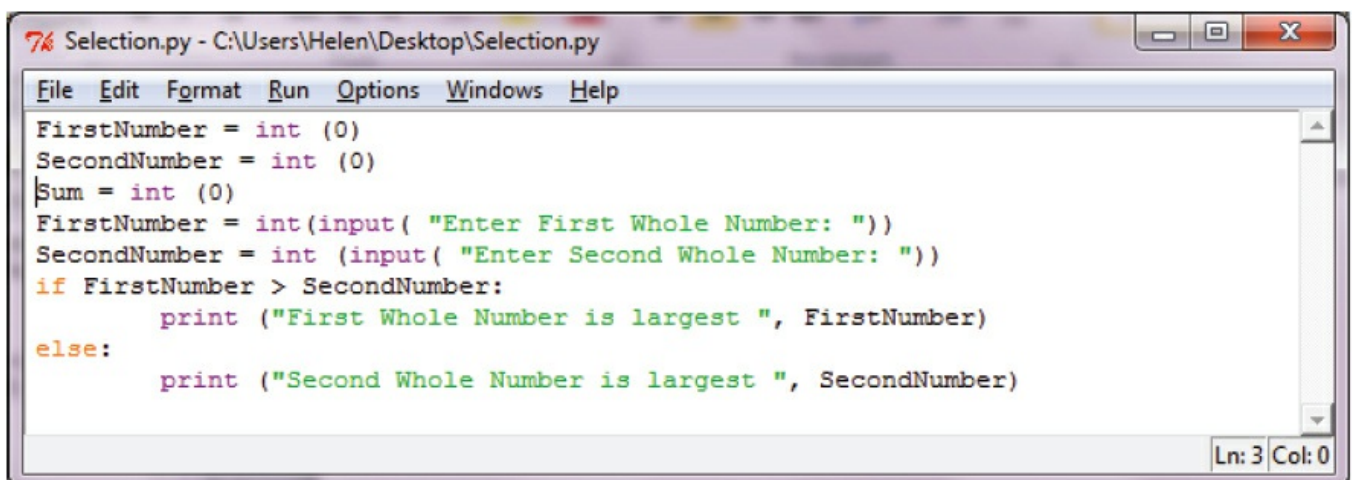 Selection.py - C:\Users\Helen\Desktop\Selection.py
File Edit Format Run Options Windows Help
FirstNumber = int (0)
SecondNumber = int (0)
Sum = int (0)
FirstNumber = int(input( "Enter First Whole Number: "))
SecondNumber = int (input( "Enter Second Whole Number: "))
if FirstNumber > SecondNumber:
        print ("First Whole Number is largest ", FirstNumber)
else:
        print ("Second Whole Number is largest ", SecondNumber)
Ln: 3 Col: 0